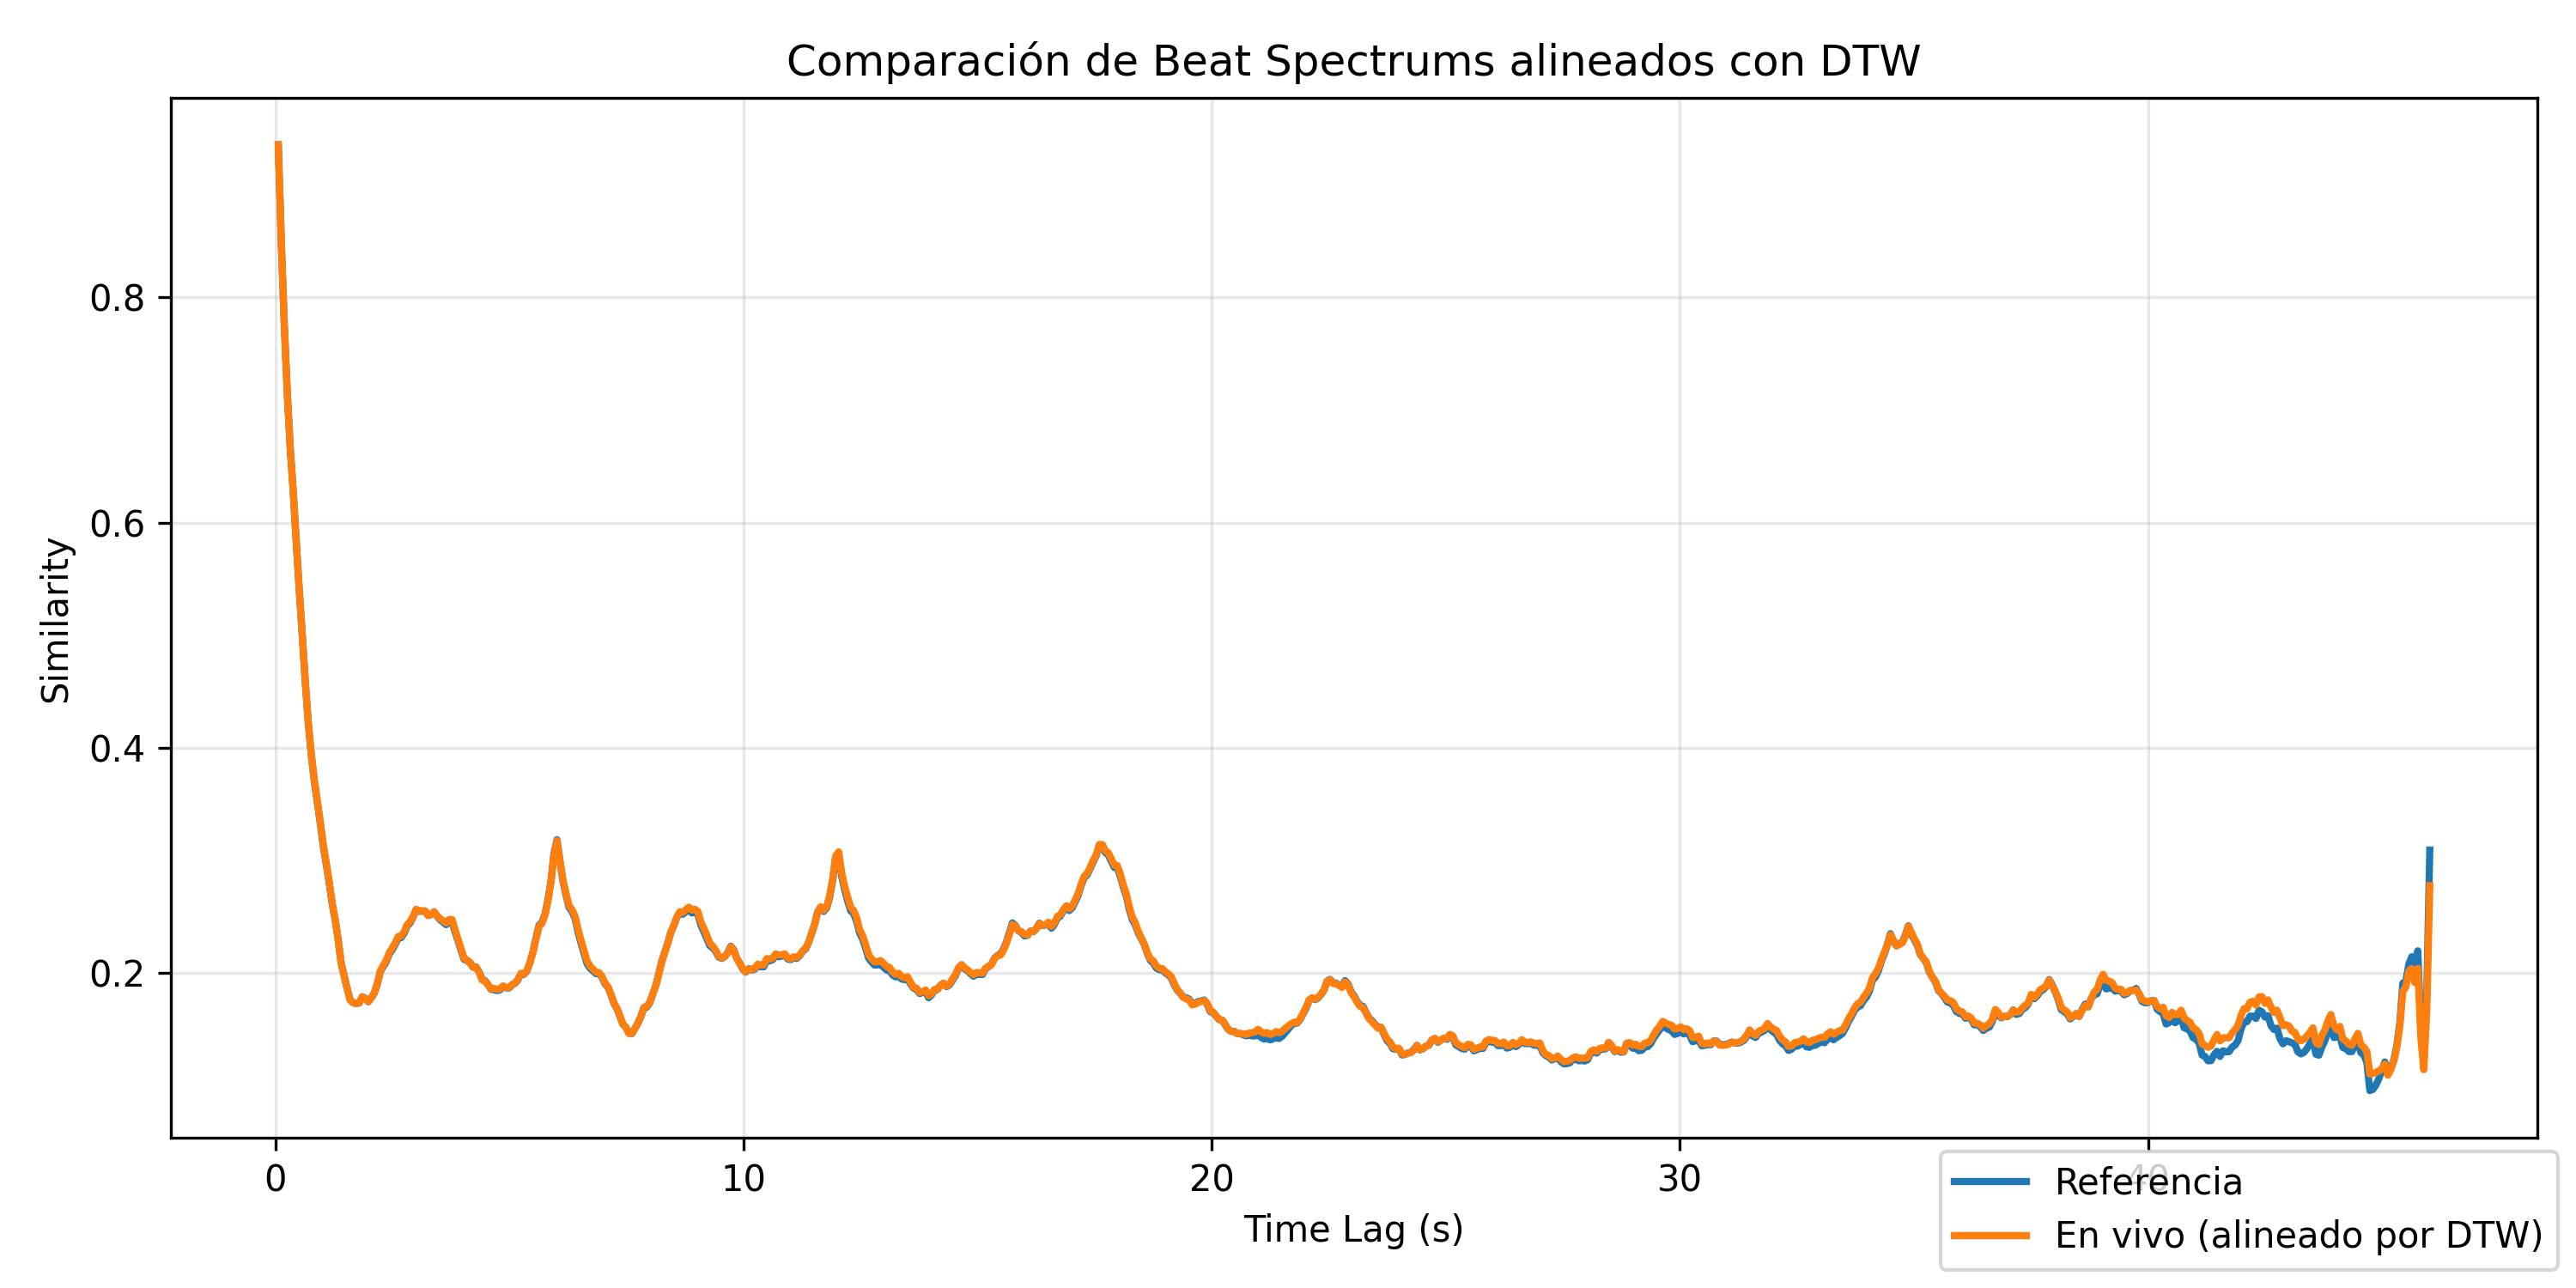 Comparación de Beat Spectrums alineados con DTW
Similarity
0.8
0.6
0.4
0.2
0 10 20 30 40
Time Lag (s)
Referencia
En vivo (alineado por DTW)